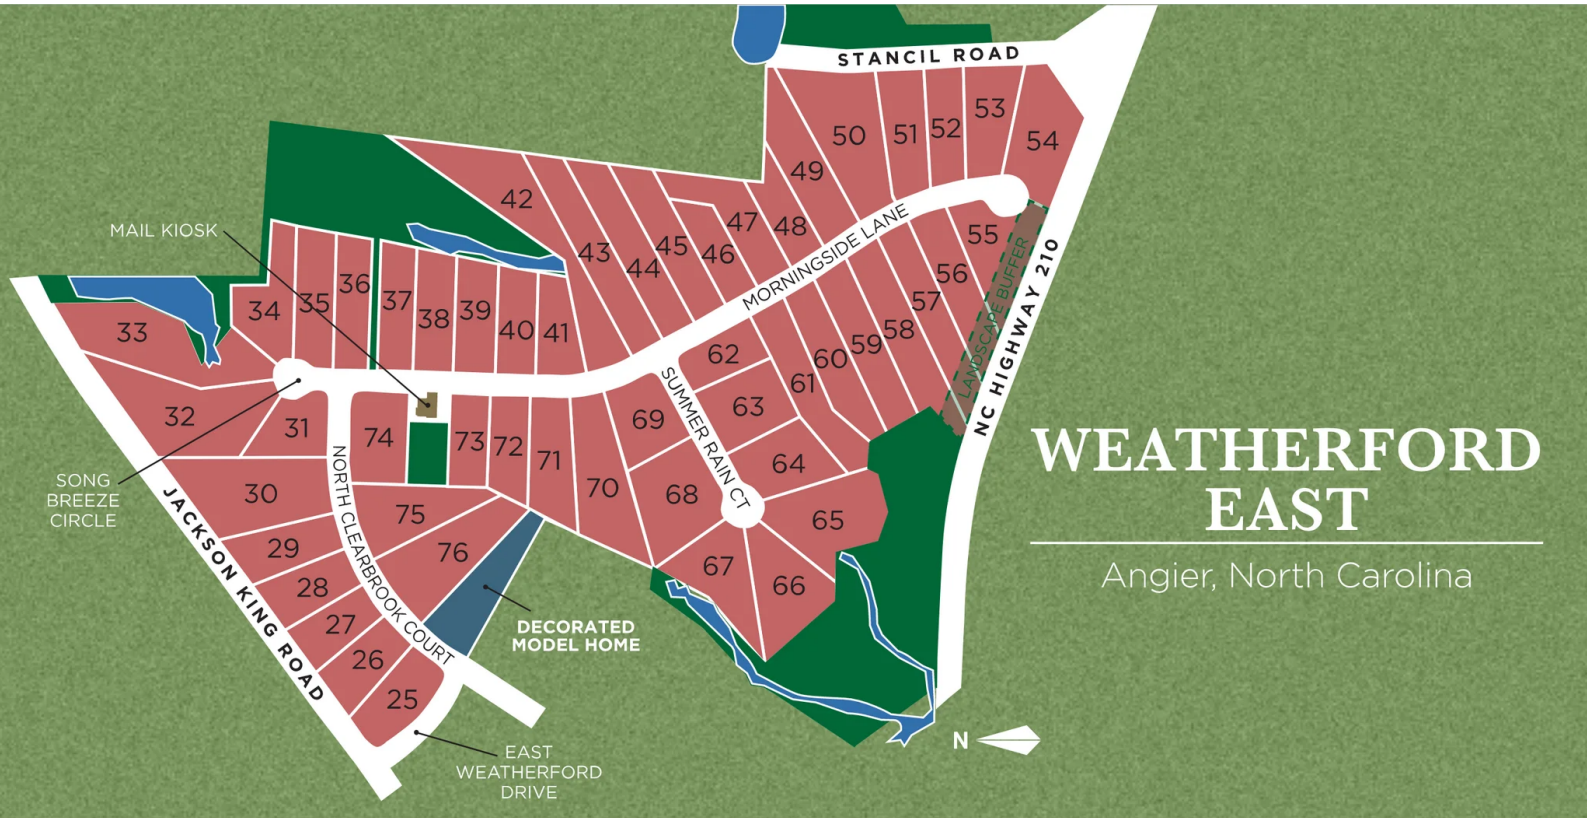 STANCIL ROAD
50
51
52
53
54
49
42
47
48
MORNINGSIDE LANE
55
MAIL KIOSK
43
44
45
46
56
LANDSCAPE BUFFER
NC HIGHWAY 210
36
34
35
37
38
39
40
41
57
58
59
60
61
33
62
63
64
SUMMER RAIN CT
32
31
74
73
72
71
70
69
68
SONG
BREEZE
CIRCLE
30
NORTH CLEARBROOK COURT
75
76
65
67
66
JACKSON KING ROAD
29
28
27
26
25
DECORATED
MODEL HOME
EAST
WEATHERFORD
DRIVE
WEATHERFORD
EAST
Angier, North Carolina
N